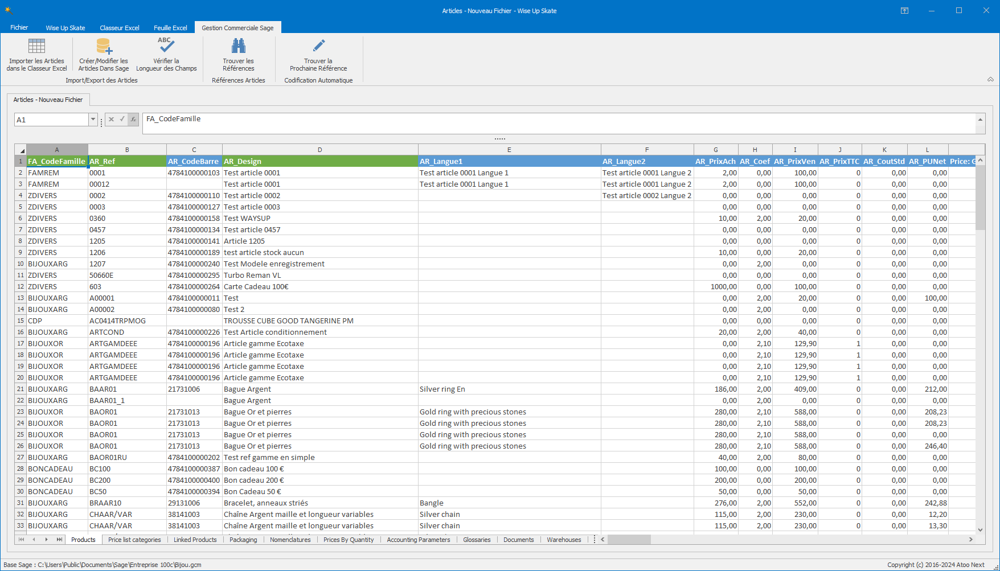 Articles - Nouveau Fichier - Wise Up Skate
Fichier Wise Up Skate Classeur Excel Feuille Excel Gestion Commerciale Sage
ABC
Importer les Articles Créer/Modifier les Vérifier la Trouver les Trouver la
dans le Classeur Excel Articles Dans Sage Longueur des Champs Références Prochaine Référence
Import/Export des Articles Références Articles Codification Automatique
Articles - Nouveau Fichier
A1 fx FA_CodeFamille
A B C D E F G H I J K L
1 FA_CodeFamille AR_Ref AR_CodeBarre AR_Design AR_Langue1 AR_Langue2 AR_PrixAch AR_Coef AR_PrixVen AR_PrixTTC AR_CoutStd AR_PUNet Price: G
2 FAMREM 0001 4784100000103 Test article 0001 Test article 0001 Langue 1 Test article 0001 Langue 2 2,00 0,00 100,00 0 0,00 0,00
3 FAMREM 00012 Test article 0001 Test article 0001 Langue 1 Test article 0001 Langue 2 2,00 0,00 100,00 0 0,00 0,00
4 ZDIVERS 0002 4784100000110 Test article 0002 Test article 0002 Langue 2 0,00 0,00 0,00 0 0,00 0,00
5 ZDIVERS 0003 4784100000127 Test article 0003 0,00 0,00 0,00 0 0,00 0,00
6 ZDIVERS 0360 4784100000158 Test WAYSUP 10,00 2,00 20,00 0 0,00 0,00
7 ZDIVERS 0457 4784100000134 Test article 0457 0,00 0,00 0,00 0 0,00 0,00
8 ZDIVERS 1205 4784100000141 Article 1205 0,00 0,00 0,00 0 0,00 0,00
9 ZDIVERS 1206 4784100000189 test article stock aucun 10,00 0,00 20,00 0 0,00 0,00
10 BIJOUXARG 1207 4784100000240 Test Modele enregistrement 0,00 2,00 0,00 0 0,00 0,00
11 ZDIVERS 50660E 4784100000295 Turbo Reman VL 0,00 0,00 0,00 0 0,00 0,00
12 ZDIVERS 603 4784100000264 Carte Cadeau 100€ 1000,00 0,00 100,00 0 0,00 0,00
13 BIJOUXARG A00001 4784100000011 Test 0,00 2,00 20,00 0 0,00 100,00
14 BIJOUXARG A00002 4784100000080 Test 2 0,00 2,00 0,00 0 0,00 0,00
15 CDP AC0414TRPMOG TROUSSE CUBE GOOD TANGERINE PM 0,00 0,00 0,00 0 0,00 0,00
16 BIJOUXARG ARTCOND 4784100000226 Test Article conditionnement 20,00 2,00 40,00 0 0,00 0,00
17 BIJOUXOR ARTGAMDEEE 4784100000196 Article gamme Ecotaxe 0,00 2,10 129,90 1 0,00 0,00
18 BIJOUXOR ARTGAMDEEE 4784100000196 Article gamme Ecotaxe 0,00 2,10 129,90 1 0,00 0,00
19 BIJOUXOR ARTGAMDEEE 4784100000196 Article gamme Ecotaxe 0,00 2,10 129,90 1 0,00 0,00
20 BIJOUXOR ARTGAMDEEE 4784100000196 Article gamme Ecotaxe 0,00 2,10 129,90 1 0,00 0,00
21 BIJOUXARG BAAR01 21731006 Bague Argent Silver ring En 186,00 2,00 409,00 0 0,00 212,00
22 BIJOUXARG BAAR01_1 Bague Argent 0,00 2,00 0,00 0 0,00 0,00
23 BIJOUXOR BAOR01 21731013 Bague Or et pierres Gold ring with precious stones 280,00 2,10 588,00 0 0,00 208,23
24 BIJOUXOR BAOR01 21731013 Bague Or et pierres Gold ring with precious stones 280,00 2,10 588,00 0 0,00 208,23
25 BIJOUXOR BAOR01 21731013 Bague Or et pierres Gold ring with precious stones 280,00 2,10 588,00 0 0,00 0,00
26 BIJOUXOR BAOR01 21731013 Bague Or et pierres Gold ring with precious stones 280,00 2,10 588,00 0 0,00 246,40
27 BIJOUXARG BAOR01RU 4784100000202 Test ref gamme en simple 40,00 2,00 80,00 0 0,00 0,00
28 BONCADEAU BC100 4784100000387 Bon cadeau 100 € 100,00 0,00 100,00 0 0,00 0,00
29 BONCADEAU BC200 4784100000400 Bon cadeau 200 € 200,00 0,00 200,00 0 0,00 0,00
30 BONCADEAU BC50 4784100000394 Bon Cadeau 50 € 50,00 0,00 50,00 0 0,00 0,00
31 BIJOUXARG BRAAR10 29131006 Bracelet, anneaux striés Bangle 276,00 2,00 552,00 0 0,00 242,88
32 BIJOUXARG CHAAR/VAR 38141003 Chaîne Argent maille et longueur variables Silver chain 115,00 2,00 230,00 0 0,00 12,20
33 BIJOUXARG CHAAR/VAR 38141003 Chaîne Argent maille et longueur variables Silver chain 115,00 2,00 230,00 0 0,00 13,30
Products Price list categories Linked Products Packaging Nomenclatures Prices By Quantity Accounting Parameters Glossaries Documents Warehouses
Base Sage : C:\Users\Public\Documents\Sage\Entreprise 100c\Bijou.gcm Copyright (c) 2016-2024 Atoo Next